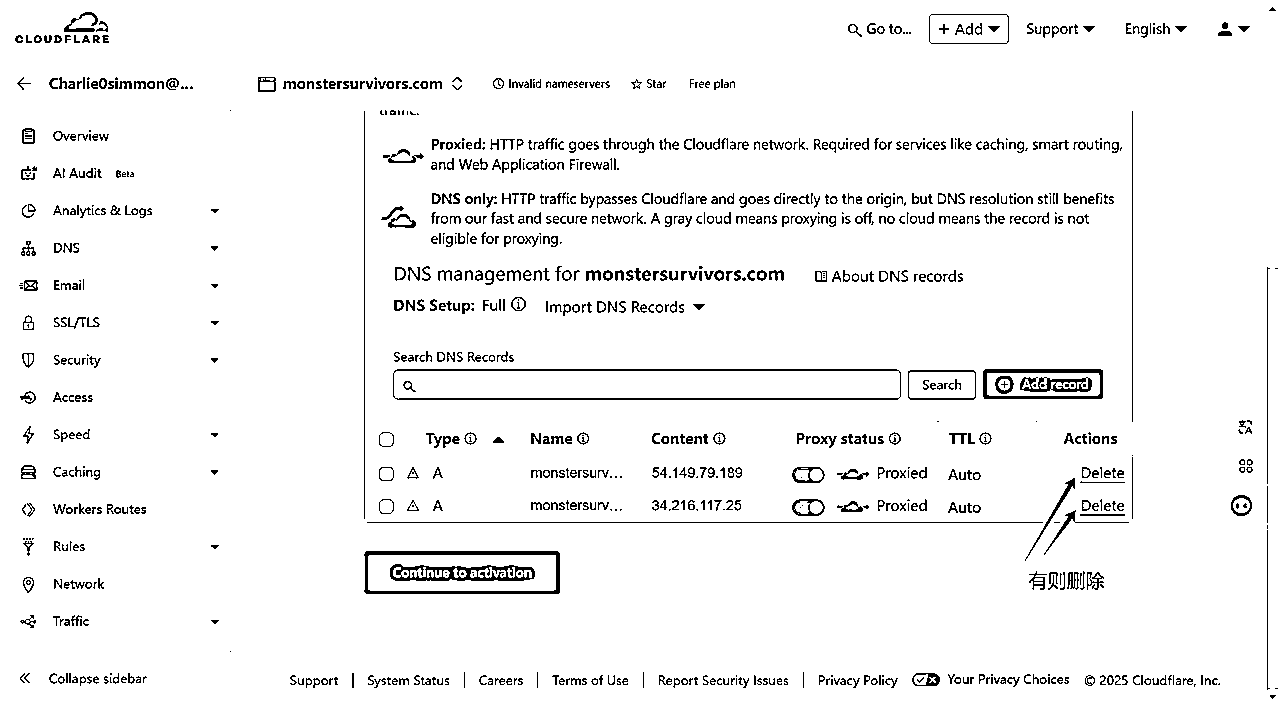 CLOUDFLARE
Go to...
+ Add
Support
English
Charlie0simmon@...
monstersurvivors.com
Invalid nameservers
Star
Free plan
Overview
AI Audit Beta
Analytics & Logs
DNS
Email
SSL/TLS
Security
Access
Speed
Caching
Workers Routes
Rules
Network
Traffic
Collapse sidebar
traffic.
Proxied: HTTP traffic goes through the Cloudflare network. Required for services like caching, smart routing,
and Web Application Firewall.
DNS only: HTTP traffic bypasses Cloudflare and goes directly to the origin, but DNS resolution still benefits
from our fast and secure network. A gray cloud means proxying is off, no cloud means the record is not
eligible for proxying.
DNS management for monstersurvivors.com
About DNS records
DNS Setup: Full
Import DNS Records
Search DNS Records
Search
Add record
Type Name Content Proxy status TTL Actions
A monstersurv... 54.149.79.189 Proxied Auto Delete
A monstersurv... 34.216.117.25 Proxied Auto Delete
Continue to activation
有则删除
Support | System Status | Careers | Terms of Use | Report Security Issues | Privacy Policy | Your Privacy Choices © 2025 Cloudflare, Inc.